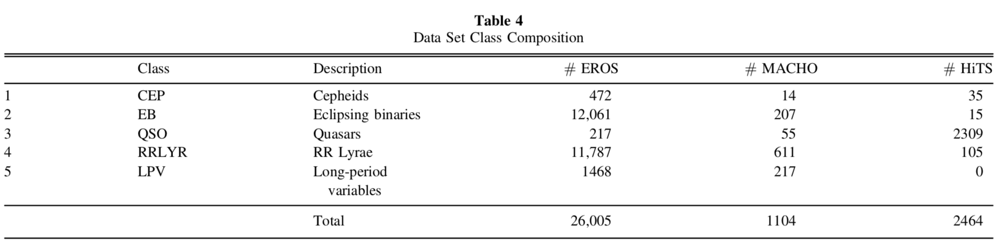 Table 4
Data Set Class Composition
Class Description # EROS # MACHO # HiTS
1 CEP Cepheids 472 14 35
2 EB Eclipsing binaries 12,061 207 15
3 QSO Quasars 217 55 2309
4 RRLYR RR Lyrae 11,787 611 105
5 LPV Long-period 1468 217 0
variables
Total 26,005 1104 2464